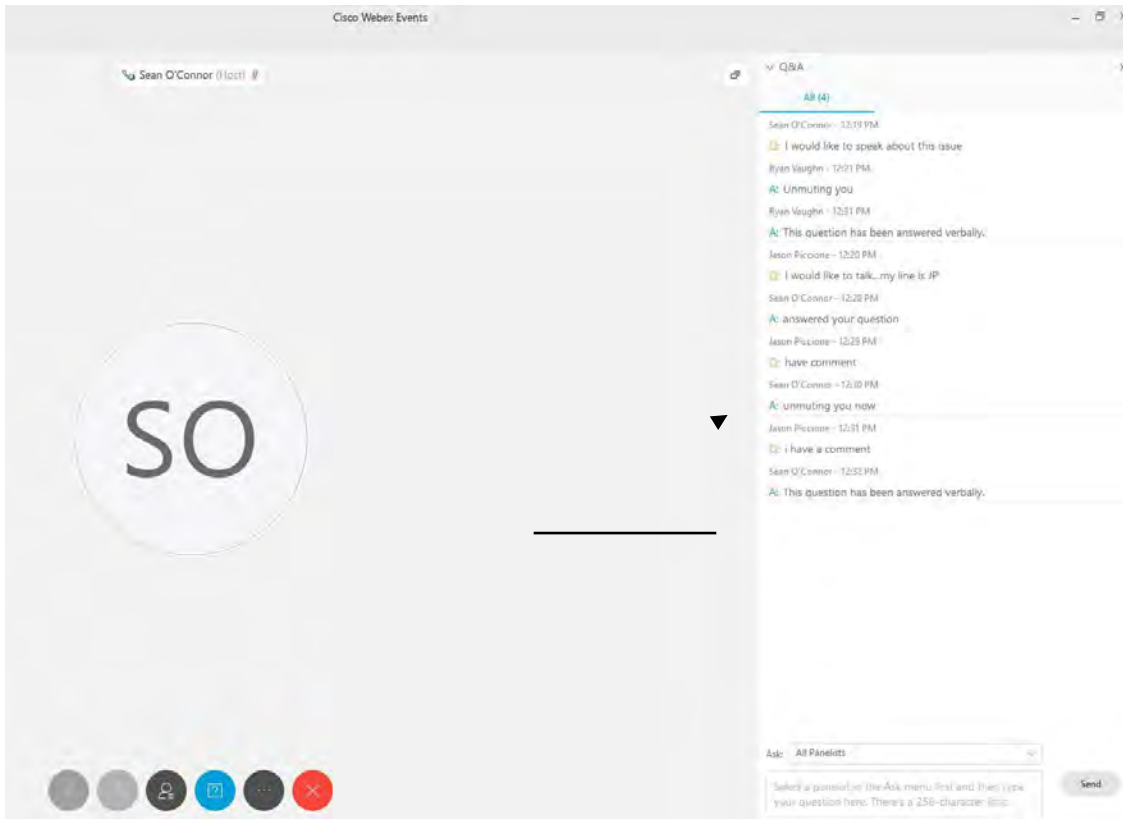 Cisco Webex Events
Sean O'Connor (Host)
Q&A
All (4)
Sean O'Connor - 12:19 PM
Q: I would like to speak about this issue
Ryan Vaughn - 12:21 PM
A: Unmuting you
Ryan Vaughn - 12:31 PM
A: This question has been answered verbally.
Jason Piccione - 12:20 PM
Q: I would like to talk...my line is JP
Sean O'Connor - 12:28 PM
A: answered your question
Jason Piccione - 12:29 PM
Q: have comment
Sean O'Connor - 12:30 PM
A: unmuting you now
Jason Piccione - 12:31 PM
Q: i have a comment
Sean O'Connor - 12:32 PM
A: This question has been answered verbally.
SO
Ask: All Panelists
Select a panelist in the Ask menu first and then type
your question here. There's a 256-character limit.
Send